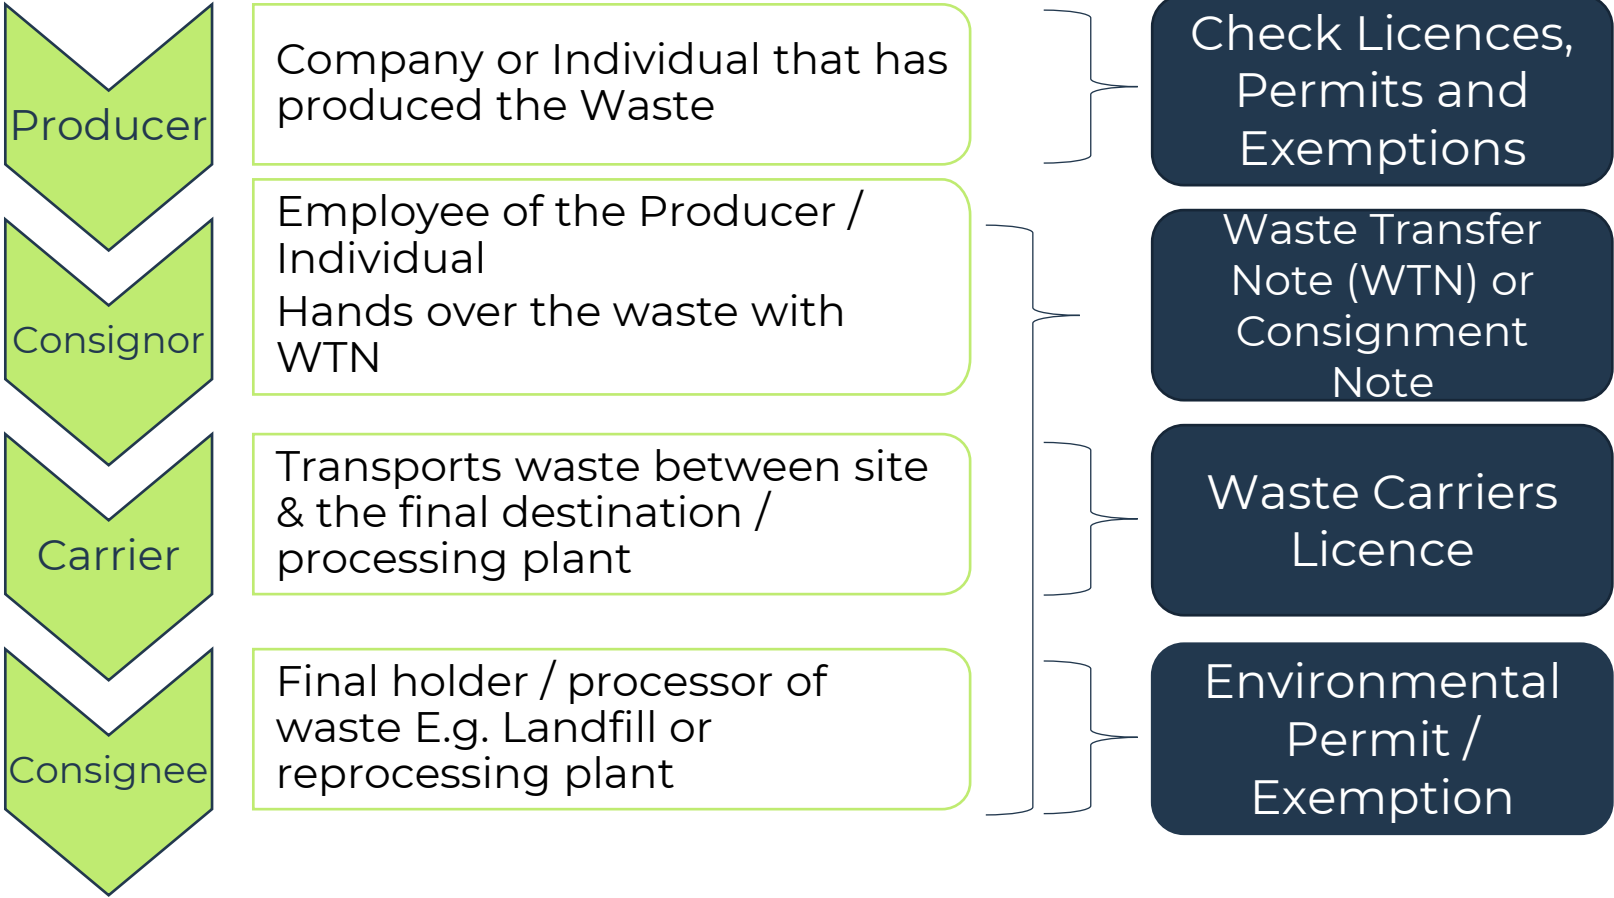 Producer
Company or Individual that has
produced the Waste
Check Licences,
Permits and
Exemptions
Consignor
Employee of the Producer /
Individual
Hands over the waste with
WTN
Waste Transfer
Note (WTN) or
Consignment
Note
Carrier
Transports waste between site
& the final destination /
processing plant
Waste Carriers
Licence
Consignee
Final holder / processor of
waste E.g. Landfill or
reprocessing plant
Environmental
Permit /
Exemption